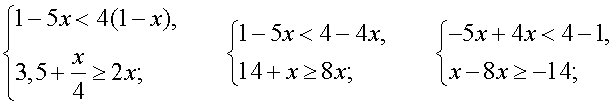 {1−5x<4(1−x), {1−5x<4−4x, {−5x+4x<4−1,
3,5+x/4≥2x; 14+x≥8x; x−8x≥−14;